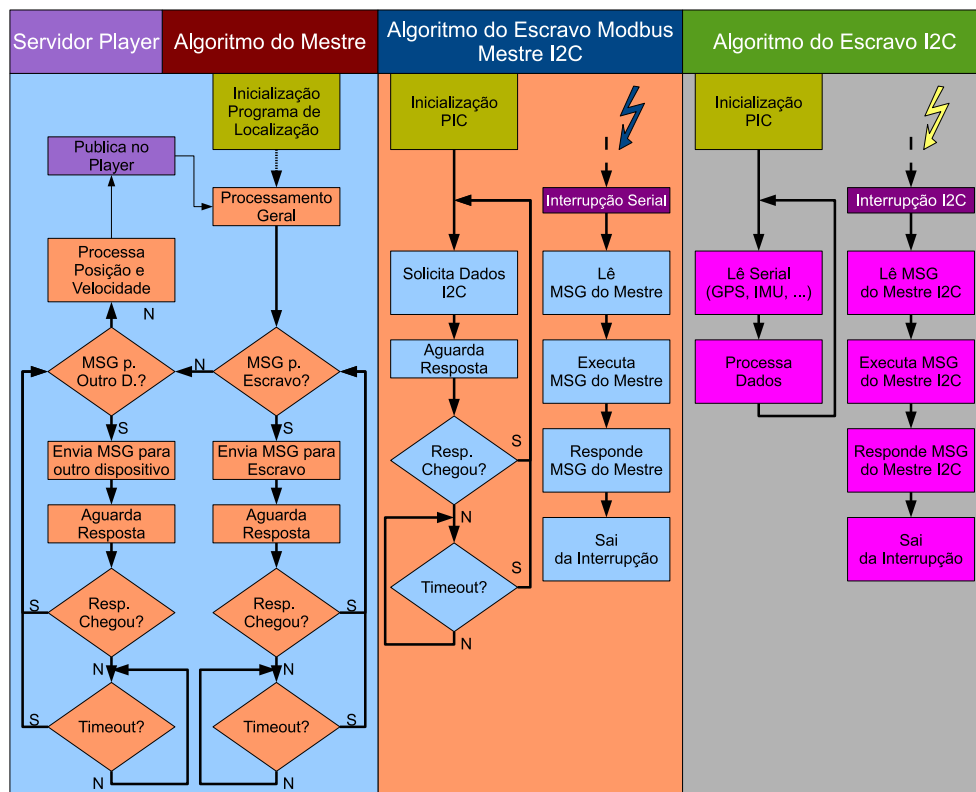 Servidor Player
Algoritmo do Mestre
Algoritmo do Escravo Modbus
Mestre I2C
Algoritmo do Escravo I2C
Inicialização
Programa de
Localização
Publica no
Player
Processamento
Geral
Processa
Posição e
Velocidade
N
MSG p.
Outro D.?
N
MSG p.
Escravo?
S
S
Envia MSG para
outro dispositivo
Envia MSG para
Escravo
Aguarda
Resposta
Aguarda
Resposta
S
Resp.
Chegou?
Resp.
Chegou?
S
N
N
S
Timeout?
Timeout?
S
N
N
Inicialização
PIC
Interrupção Serial
Solicita Dados
I2C
Lê
MSG do Mestre
Aguarda
Resposta
Executa
MSG do Mestre
Resp.
Chegou?
S
Responde
MSG do Mestre
N
Timeout?
S
Sai
da Interrupção
N
Inicialização
PIC
Interrupção I2C
Lê Serial
(GPS, IMU, ...)
Lê MSG
do Mestre I2C
Processa
Dados
Executa MSG
do Mestre I2C
Responde MSG
do Mestre I2C
Sai
da Interrupção